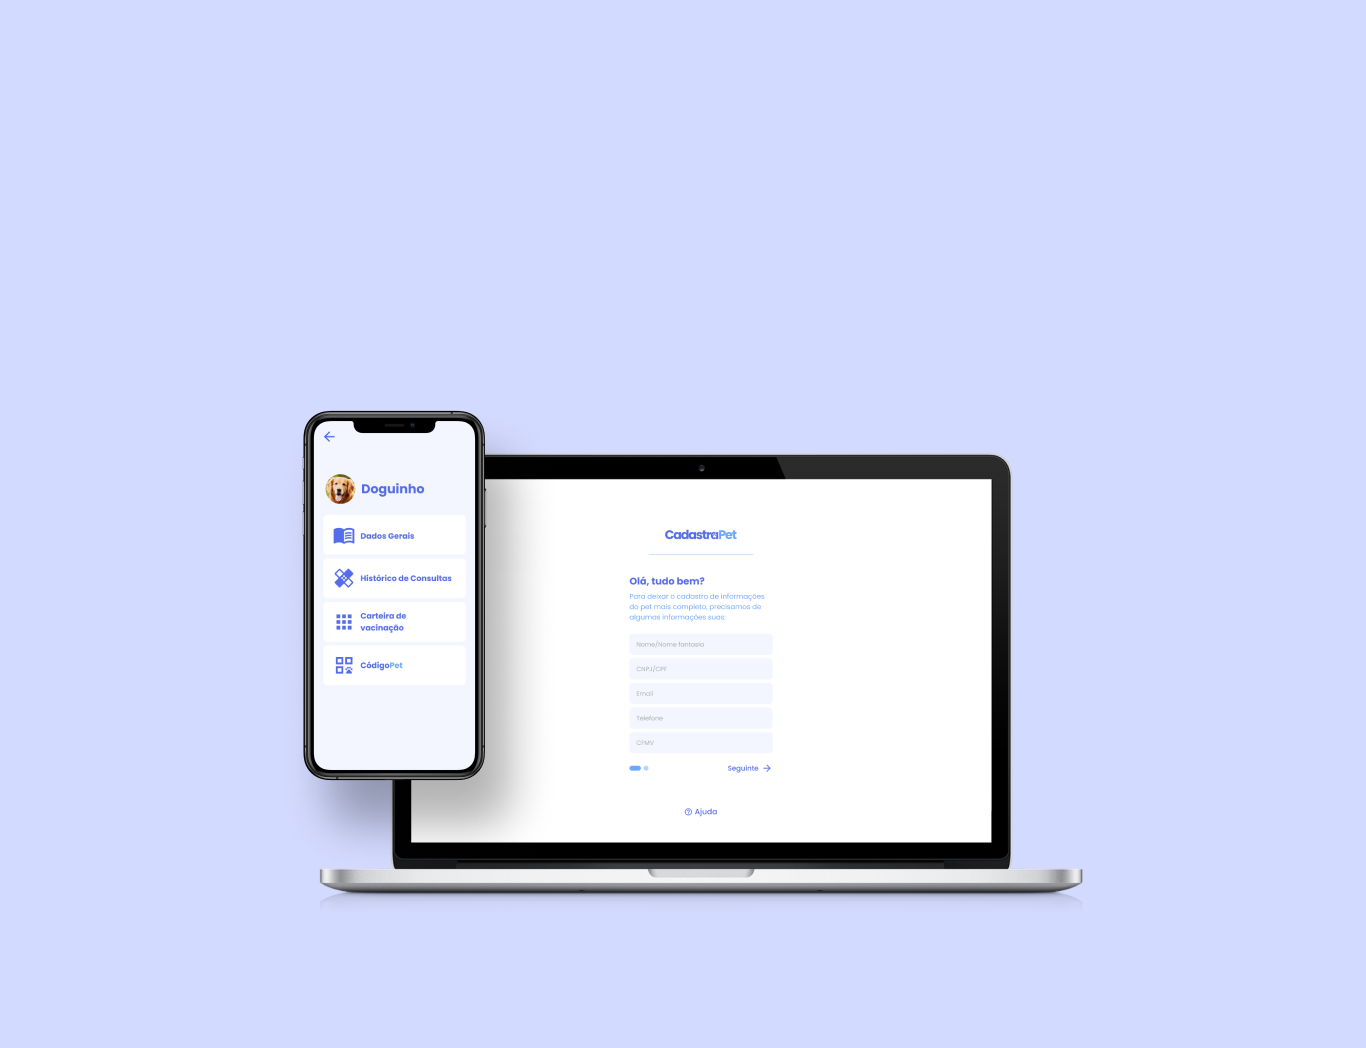 Doguinho
Dados Gerais
Histórico de Consultas
Carteira de
vacinação
CódigoPet
CadastraPet
Olá, tudo bem?
Para deixar o cadastro de informações
do pet mais completo, precisamos de
algumas informações suas:
Nome/Nome fantasia
CNPJ/CPF
Email
Telefone
CFMV
Seguinte
Ajuda